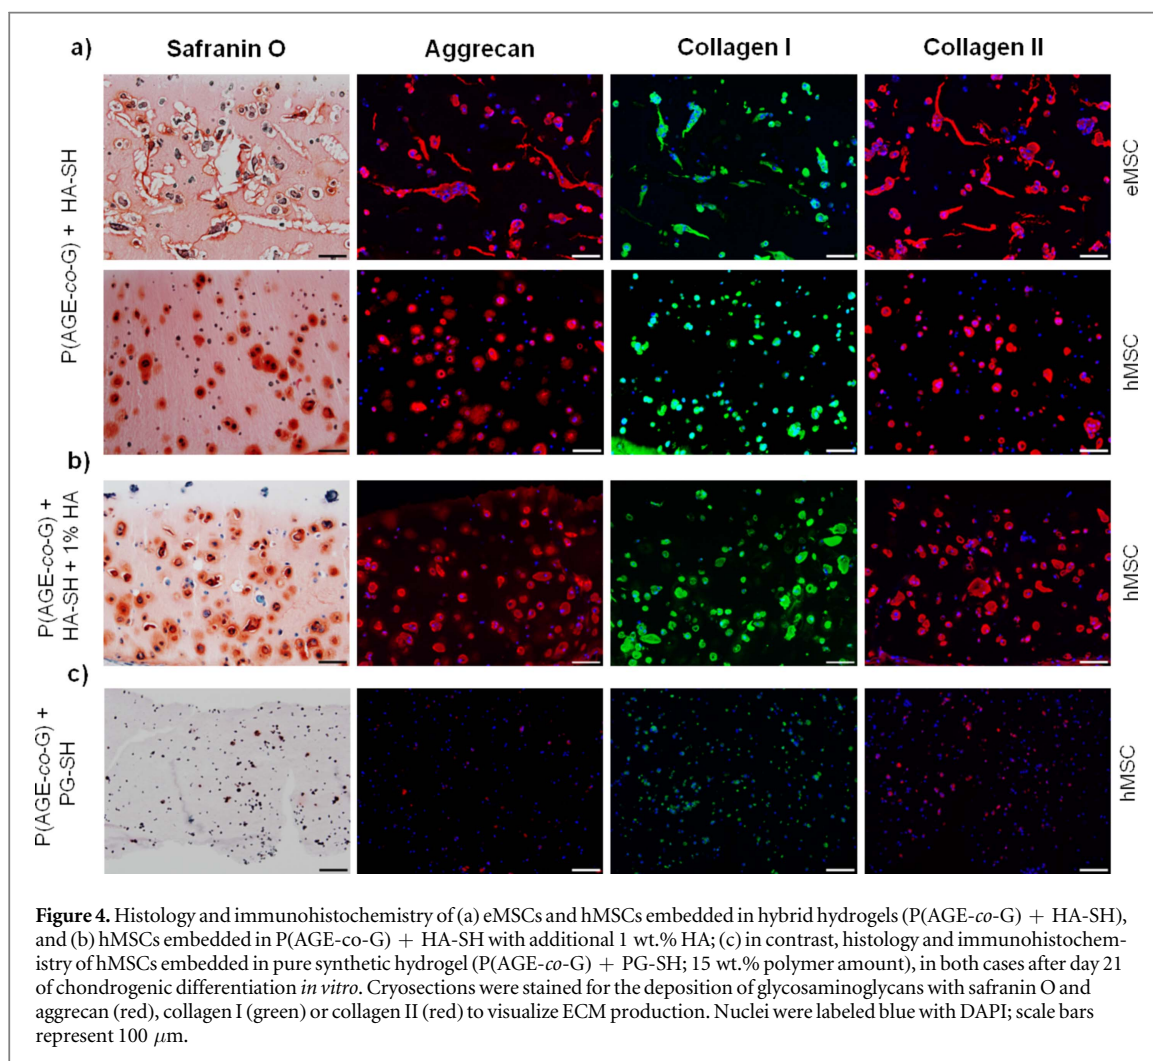 a) Safranin O Aggrecan Collagen I Collagen II
P(AGE-co-G) + HA-SH
eMSC
hMSC
b)
P(AGE-co-G) +
HA-SH + 1% HA
hMSC
c)
P(AGE-co-G) +
PG-SH
hMSC
Figure 4. Histology and immunohistochemistry of (a) eMSCs and hMSCs embedded in hybrid hydrogels (P(AGE-co-G) + HA-SH),
and (b) hMSCs embedded in P(AGE-co-G) + HA-SH with additional 1 wt.% HA; (c) in contrast, histology and immunohistochem-
istry of hMSCs embedded in pure synthetic hydrogel (P(AGE-co-G) + PG-SH; 15 wt.% polymer amount), in both cases after day 21
of chondrogenic differentiation in vitro. Cryosections were stained for the deposition of glycosaminoglycans with safranin O and
aggrecan (red), collagen I (green) or collagen II (red) to visualize ECM production. Nuclei were labeled blue with DAPI; scale bars
represent 100 μm.